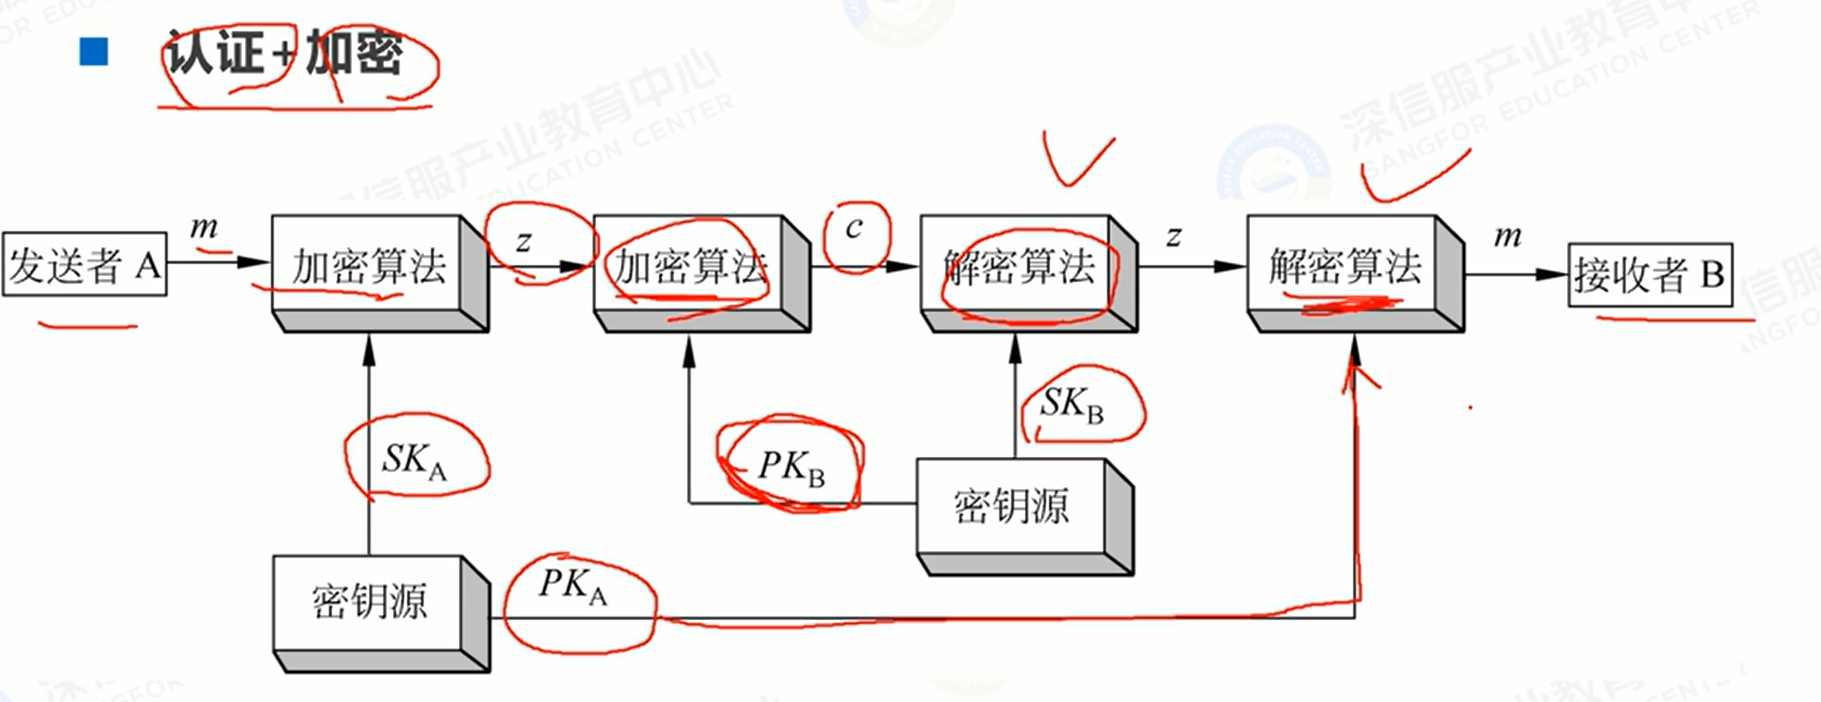 认证+加密
深信服产业教育中心
SANGFOR EDUCATION CENTER
深信服产业教育中心
SANGFOR EDUCATION CENTER
发送者 A
m
加密算法
z
加密算法
c
解密算法
z
解密算法
m
接收者 B
SK_A
PK_B
SK_B
密钥源
密钥源
PK_A